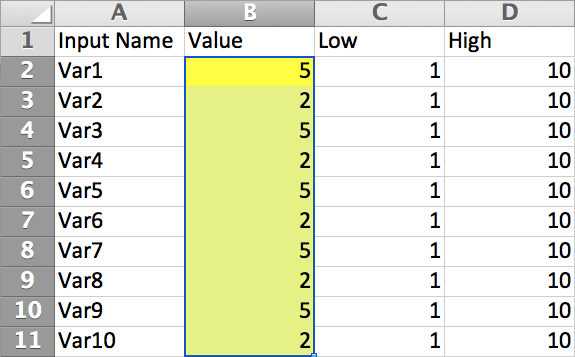 A B C D
1 Input Name Value Low High
2 Var1 5 1 10
3 Var2 2 1 10
4 Var3 5 1 10
5 Var4 2 1 10
6 Var5 5 1 10
7 Var6 2 1 10
8 Var7 5 1 10
9 Var8 2 1 10
10 Var9 5 1 10
11 Var10 2 1 10